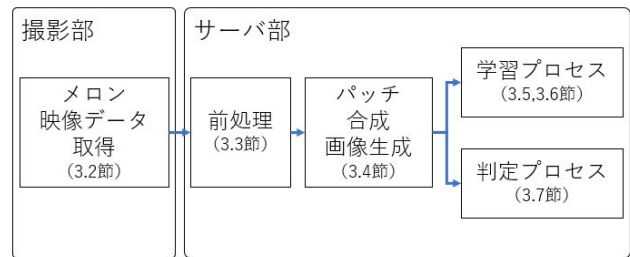 撮影部
メロン
映像データ
取得
(3.2節)
サーバ部
前処理
(3.3節)
パッチ
合成
画像生成
(3.4節)
学習プロセス
(3.5,3.6節)
判定プロセス
(3.7節)